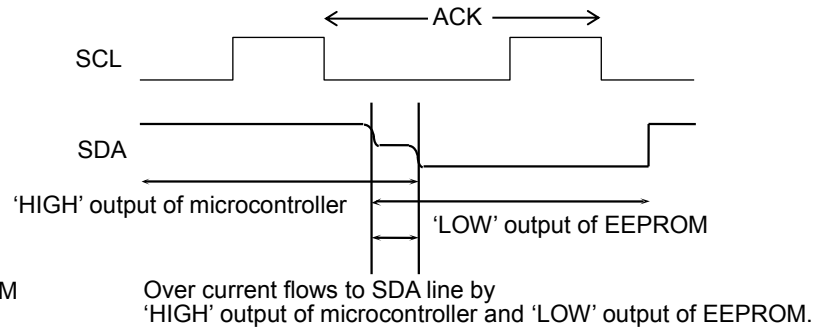 ACK
SCL
SDA
‘HIGH’ output of microcontroller
‘LOW’ output of EEPROM
Over current flows to SDA line by
‘HIGH’ output of microcontroller and ‘LOW’ output of EEPROM.